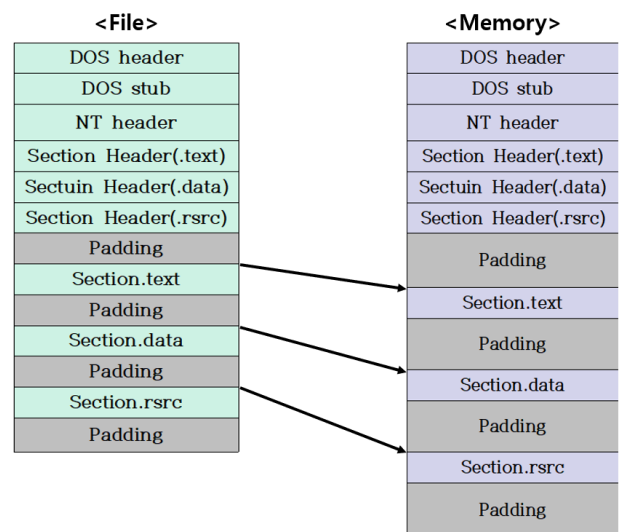 <File>
DOS header
DOS stub
NT header
Section Header(.text)
Sectuin Header(.data)
Section Header(.rsrc)
Padding
Section.text
Padding
Section.data
Padding
Section.rsrc
Padding
<Memory>
DOS header
DOS stub
NT header
Section Header(.text)
Sectuin Header(.data)
Section Header(.rsrc)
Padding
Section.text
Padding
Section.data
Padding
Section.rsrc
Padding